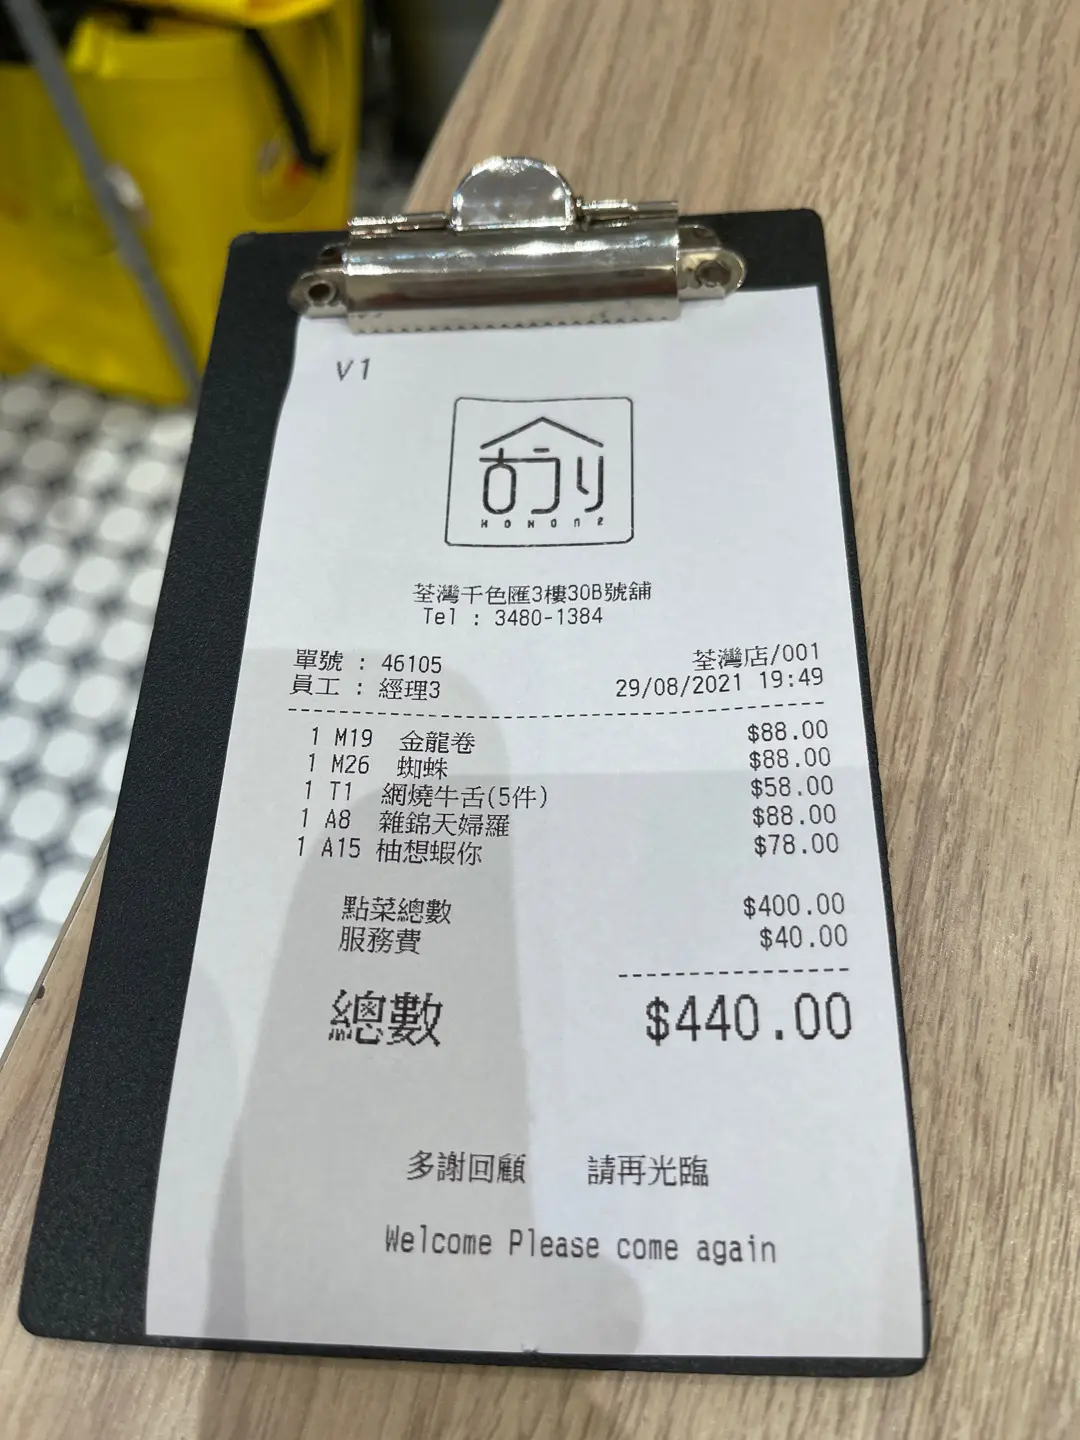 V1
古うり
荃灣千色匯3樓30B號舖
Tel : 3480-1384
單號 : 46105 荃灣店/001
員工 : 經理3 29/08/2021 19:49
1 M19 金龍卷 $88.00
1 M26 蜘蛛 $88.00
1 T1 網燒牛舌(5件) $58.00
1 A8 雜錦天婦羅 $88.00
1 A15 柚想蝦你 $78.00
點菜總數 $400.00
服務費 $40.00
總數 $440.00
多謝回顧 請再光臨
Welcome Please come again